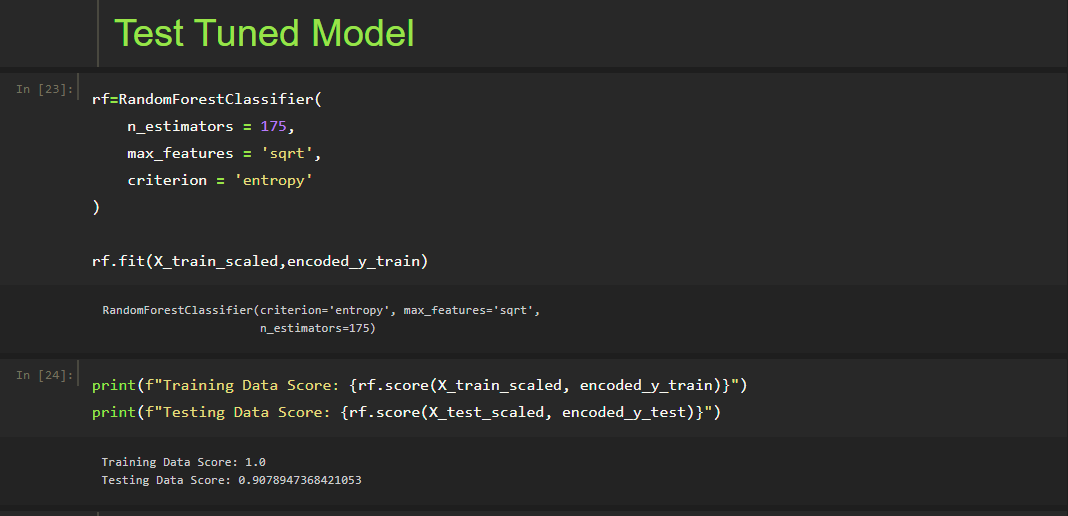 Test Tuned Model
In [23]:
rf=RandomForestClassifier(
    n_estimators = 175,
    max_features = 'sqrt',
    criterion = 'entropy'
)
rf.fit(X_train_scaled,encoded_y_train)
RandomForestClassifier(criterion='entropy', max_features='sqrt',
                       n_estimators=175)
In [24]:
print(f"Training Data Score: {rf.score(X_train_scaled, encoded_y_train)}")
print(f"Testing Data Score: {rf.score(X_test_scaled, encoded_y_test)}")
Training Data Score: 1.0
Testing Data Score: 0.9078947368421053